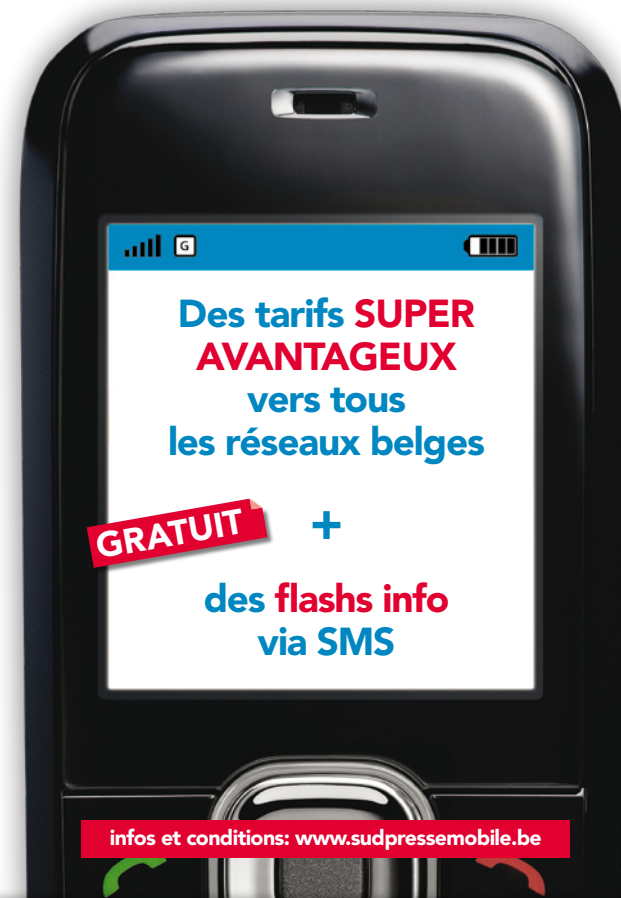 G
Des tarifs SUPER
AVANTAGEUX
vers tous
les réseaux belges
GRATUIT +
des flashs info
via SMS
infos et conditions: www.sudpressemobile.be